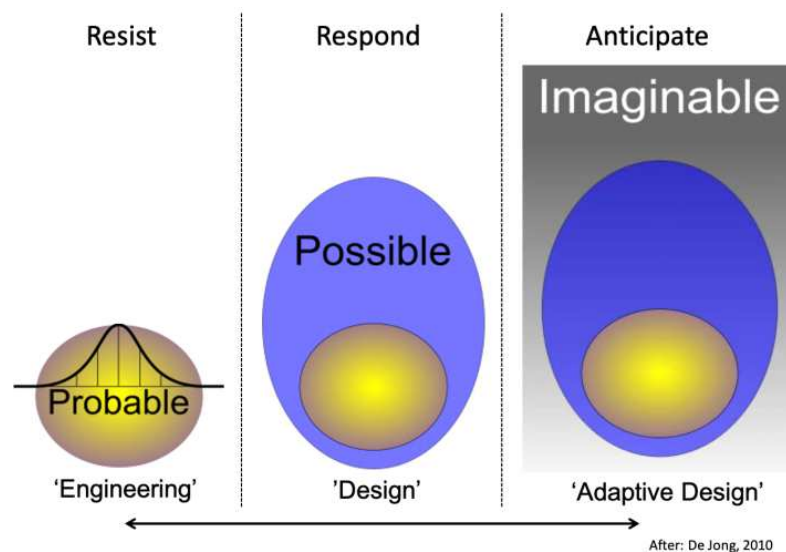 Resist
Respond
Anticipate
Imaginable
Possible
Probable
‘Engineering’
’Design’
‘Adaptive Design’
After: De Jong, 2010